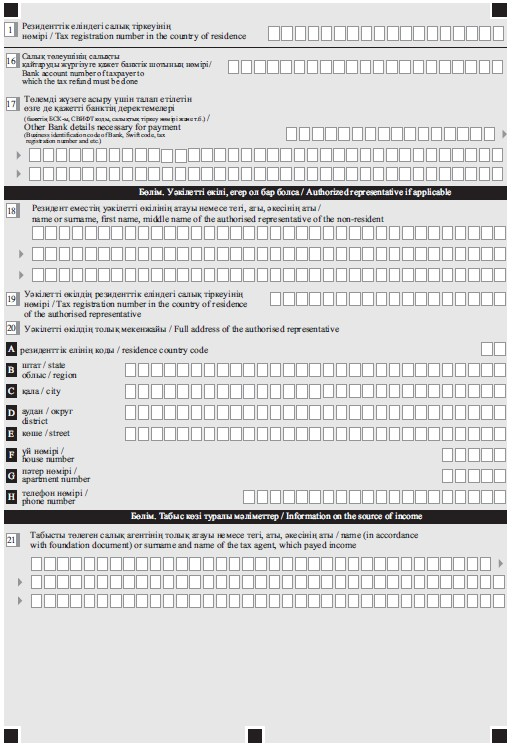 1 Резиденттік еліндегі салық тіркеуінің
нөмірі / Tax registration number in the country of residence
16 Салық төлеушінің салықты
қайтаруды жүргізуге қажет банктік шотының нөмірі/
Bank account number of taxpayer to
which the tax refund must be done
17 Төлемді жүзеге асыру үшін талап етілетін
өзге де қажетті банктің деректемелері
(банктің БСК-ы, СВИФТ коды, салықтық тіркеу нөмірі және т.б.) /
Other Bank details necessary for payment
(Business identification code of Bank, Swift code, tax
registration number and etc.)
Бөлім. Уәкілетті өкілі, егер ол бар болса / Authorized representative if applicable
18 Резидент еместің уәкілетті өкілінің атауы немесе тегі, аты, әкесінің аты /
name or surname, first name, middle name of the authorised representative of the non-resident
19 Уәкілетті өкілдің резиденттік еліндегі салық тіркеуінің
нөмірі / Tax registration number in the country of residence
of the authorized representative
20 Уәкілетті өкілдің толық мекенжайы / Full address of the authorised representative
A резиденттік елінің коды / residence country code
B штат / state
облыс / region
C қала / city
D аудан / округ
district
E көше / street
F үй нөмірі /
house number
G пәтер нөмірі /
apartment number
H телефон нөмірі /
phone number
Бөлім. Табыс көзі туралы мәліметтер / Information on the source of income
21 Табысты төлеген салық агентінің толық атауы немесе тегі, аты, әкесінің аты / name (in accordance
with foundation document) or surname and name of the tax agent, which payed income